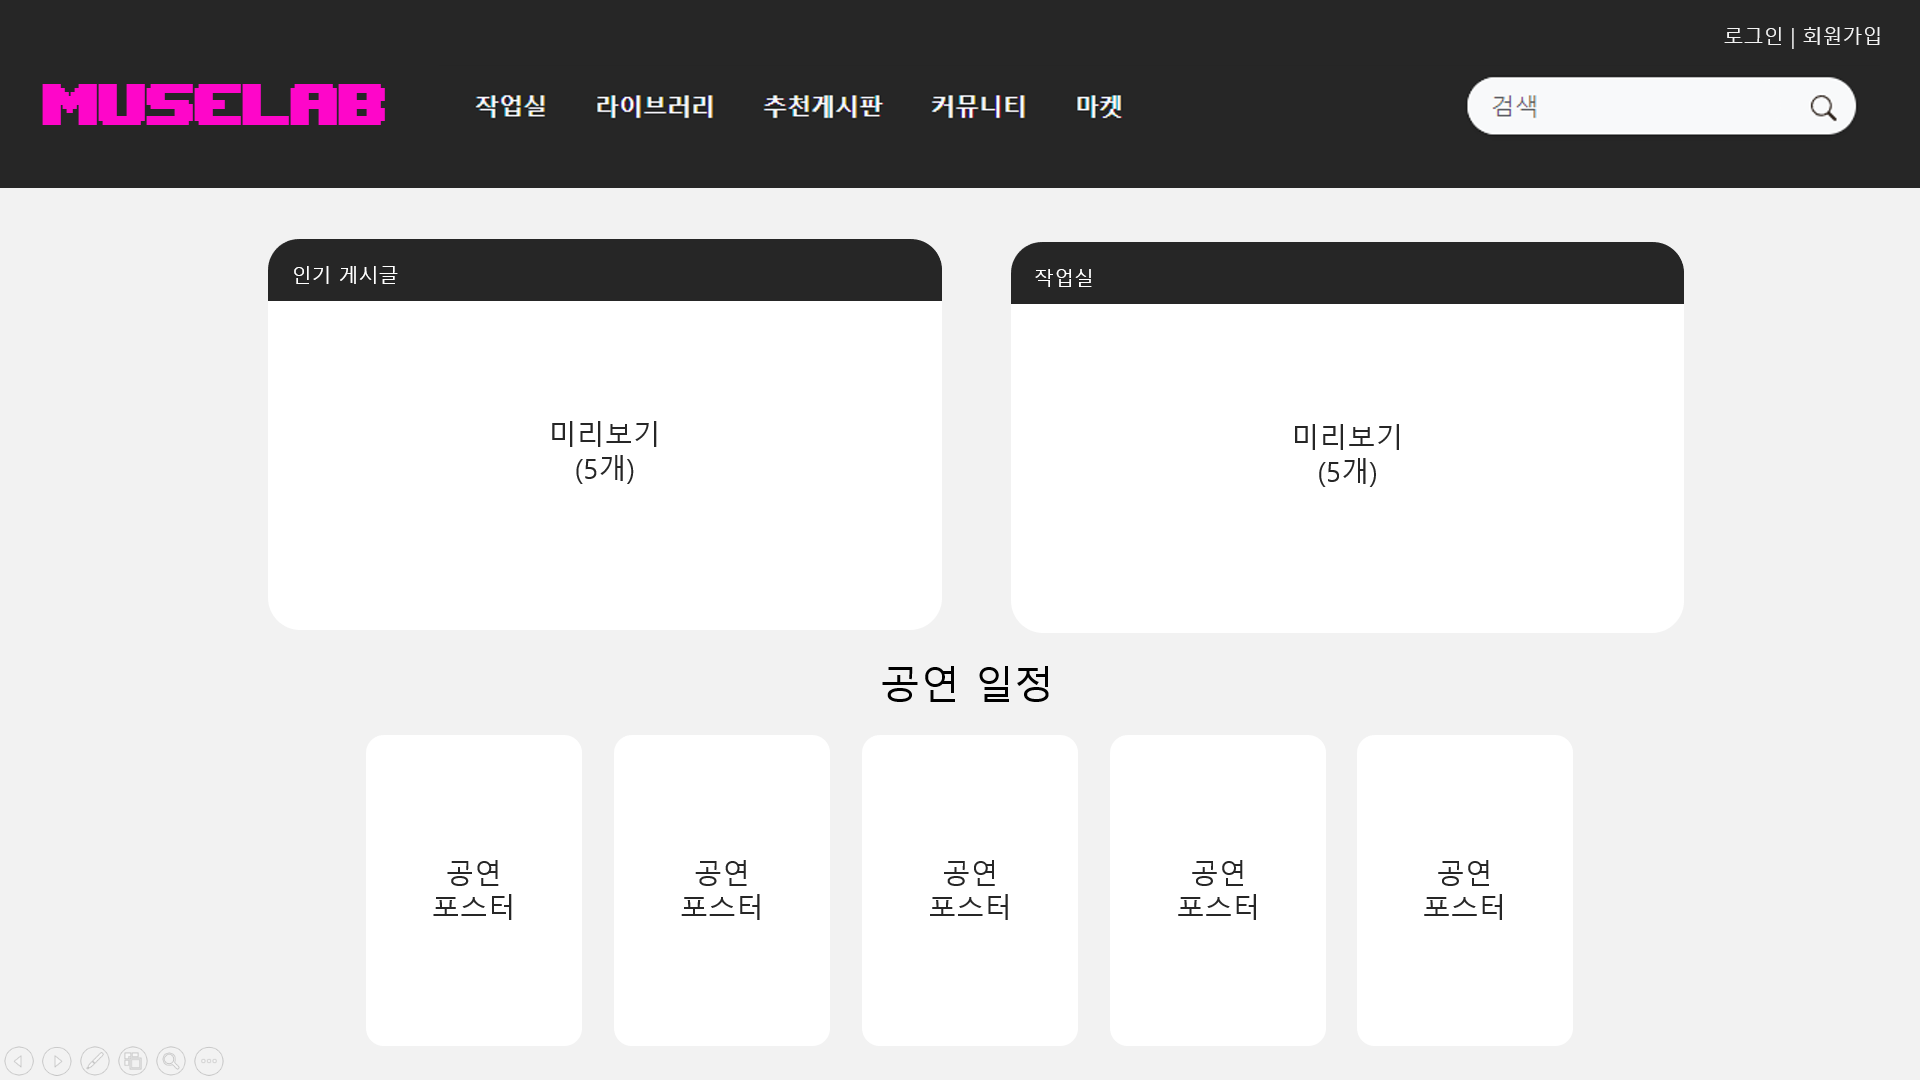 로그인 | 회원가입
MUSELAB
작업실 라이브러리 추천게시판 커뮤니티 마켓
검색
인기 게시글
미리보기
(5개)
작업실
미리보기
(5개)
공연 일정
공연
포스터
공연
포스터
공연
포스터
공연
포스터
공연
포스터